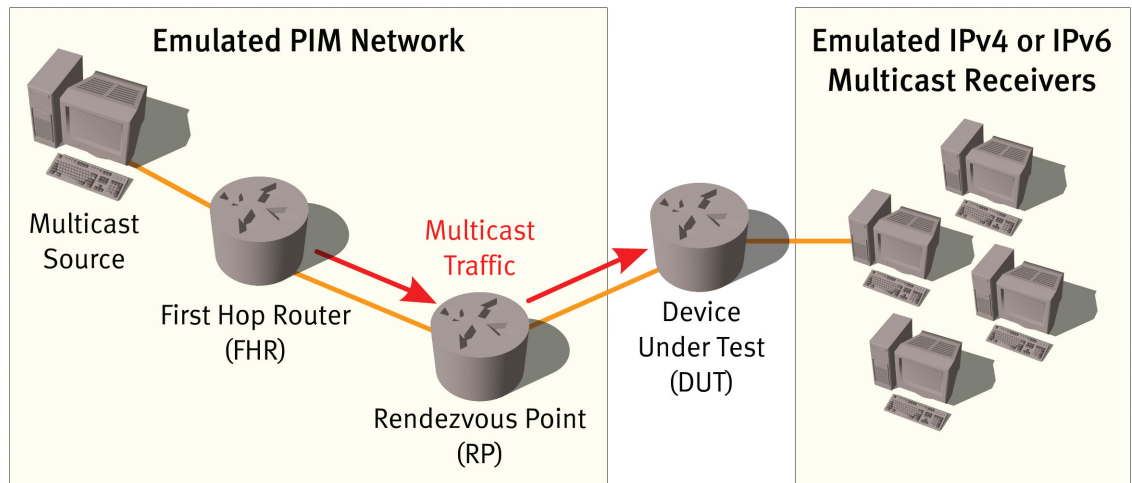 Emulated PIM Network
Emulated IPv4 or IPv6
Multicast Receivers
Multicast
Source
First Hop Router
(FHR)
Multicast
Traffic
Rendezvous Point
(RP)
Device
Under Test
(DUT)